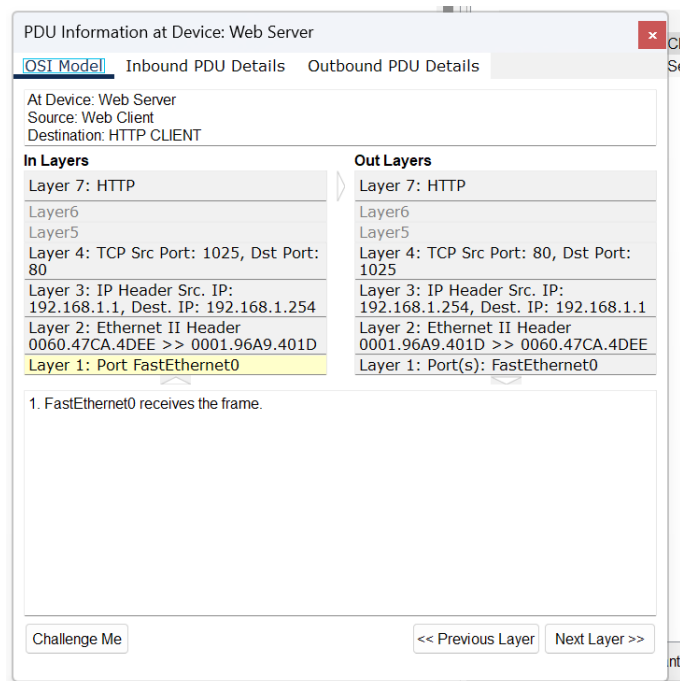 PDU Information at Device: Web Server
×
OSI Model Inbound PDU Details Outbound PDU Details
At Device: Web Server
Source: Web Client
Destination: HTTP CLIENT
In Layers
Layer 7: HTTP
Layer6
Layer5
Layer 4: TCP Src Port: 1025, Dst Port:
80
Layer 3: IP Header Src. IP:
192.168.1.1, Dest. IP: 192.168.1.254
Layer 2: Ethernet II Header
0060.47CA.4DEE >> 0001.96A9.401D
Layer 1: Port FastEthernet0
Out Layers
Layer 7: HTTP
Layer6
Layer5
Layer 4: TCP Src Port: 80, Dst Port:
1025
Layer 3: IP Header Src. IP:
192.168.1.254, Dest. IP: 192.168.1.1
Layer 2: Ethernet II Header
0001.96A9.401D >> 0060.47CA.4DEE
Layer 1: Port(s): FastEthernet0
1. FastEthernet0 receives the frame.
Challenge Me
<< Previous Layer
Next Layer >>